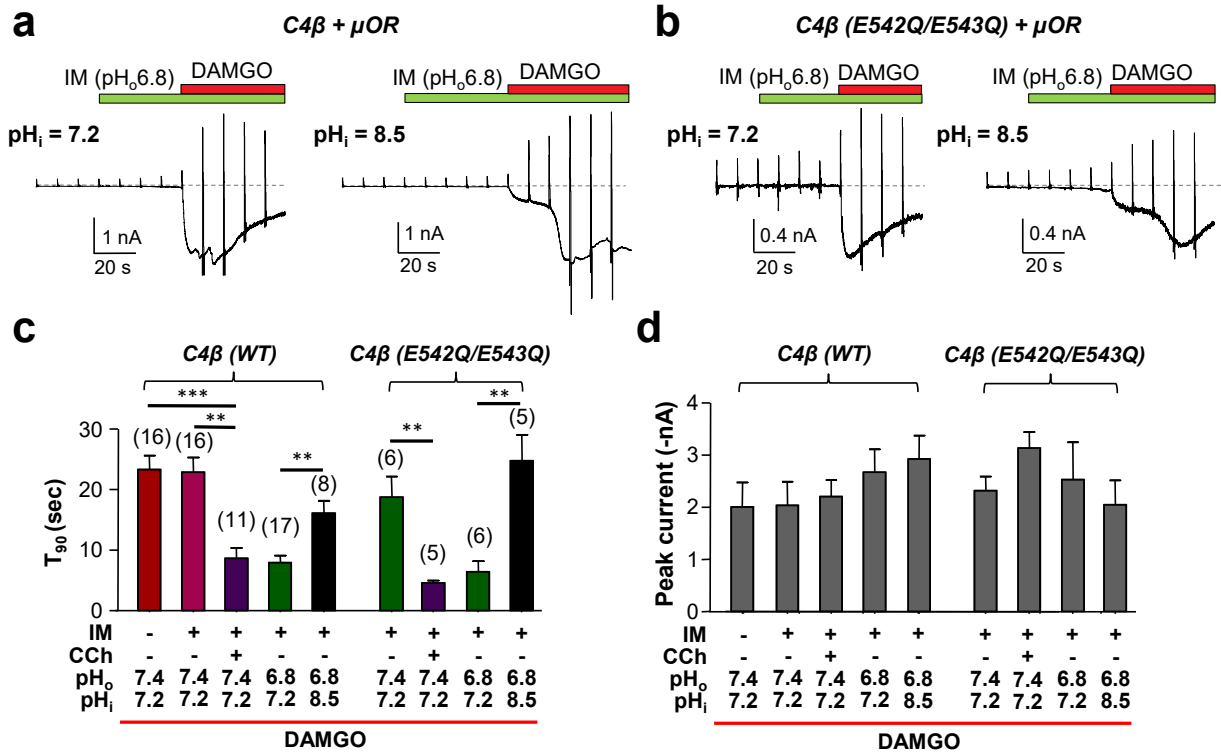 a
C4β + μOR
IM (pHo6.8)
DAMGO
IM (pHo6.8)
DAMGO
pHi = 7.2
pHi = 8.5
1 nA
20 s
1 nA
20 s
b
C4β (E542Q/E543Q) + μOR
IM (pHo6.8)
DAMGO
IM (pHo6.8)
DAMGO
pHi = 7.2
pHi = 8.5
0.4 nA
20 s
0.4 nA
20 s
c
C4β (WT)
C4β (E542Q/E543Q)
***
**
**
**
**
(16)
(16)
(11)
(17)
(8)
(6)
(5)
(6)
(5)
T90 (sec)
30
20
10
0
IM - + + + + + + + +
CCh - - + - - - + - -
pHo 7.4 7.4 7.4 6.8 6.8 7.4 7.4 6.8 6.8
pHi 7.2 7.2 7.2 7.2 8.5 7.2 7.2 7.2 8.5
DAMGO
d
C4β (WT)
C4β (E542Q/E543Q)
Peak current (-nA)
4
3
2
1
0
IM - + + + + + + + +
CCh - - + - - - + - -
pHo 7.4 7.4 7.4 6.8 6.8 7.4 7.4 6.8 6.8
pHi 7.2 7.2 7.2 7.2 8.5 7.2 7.2 7.2 8.5
DAMGO